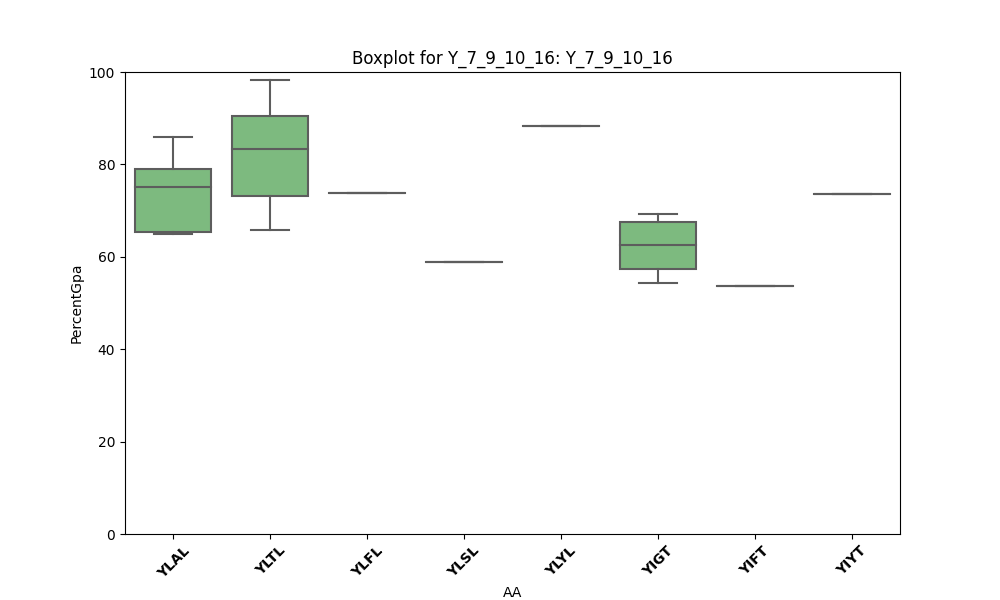 Boxplot for Y_7_9_10_16: Y_7_9_10_16
100
80
60
40
20
0
PercentGpa
YLAL
YLTL
YLFL
YLSL
YLYL
YIGT
YIFT
YIYT
AA